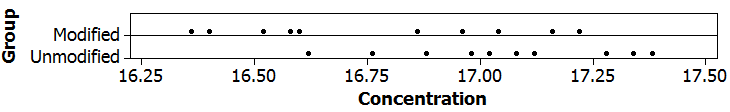 Group
Modified
Unmodified
16.25 16.50 16.75 17.00 17.25 17.50
Concentration